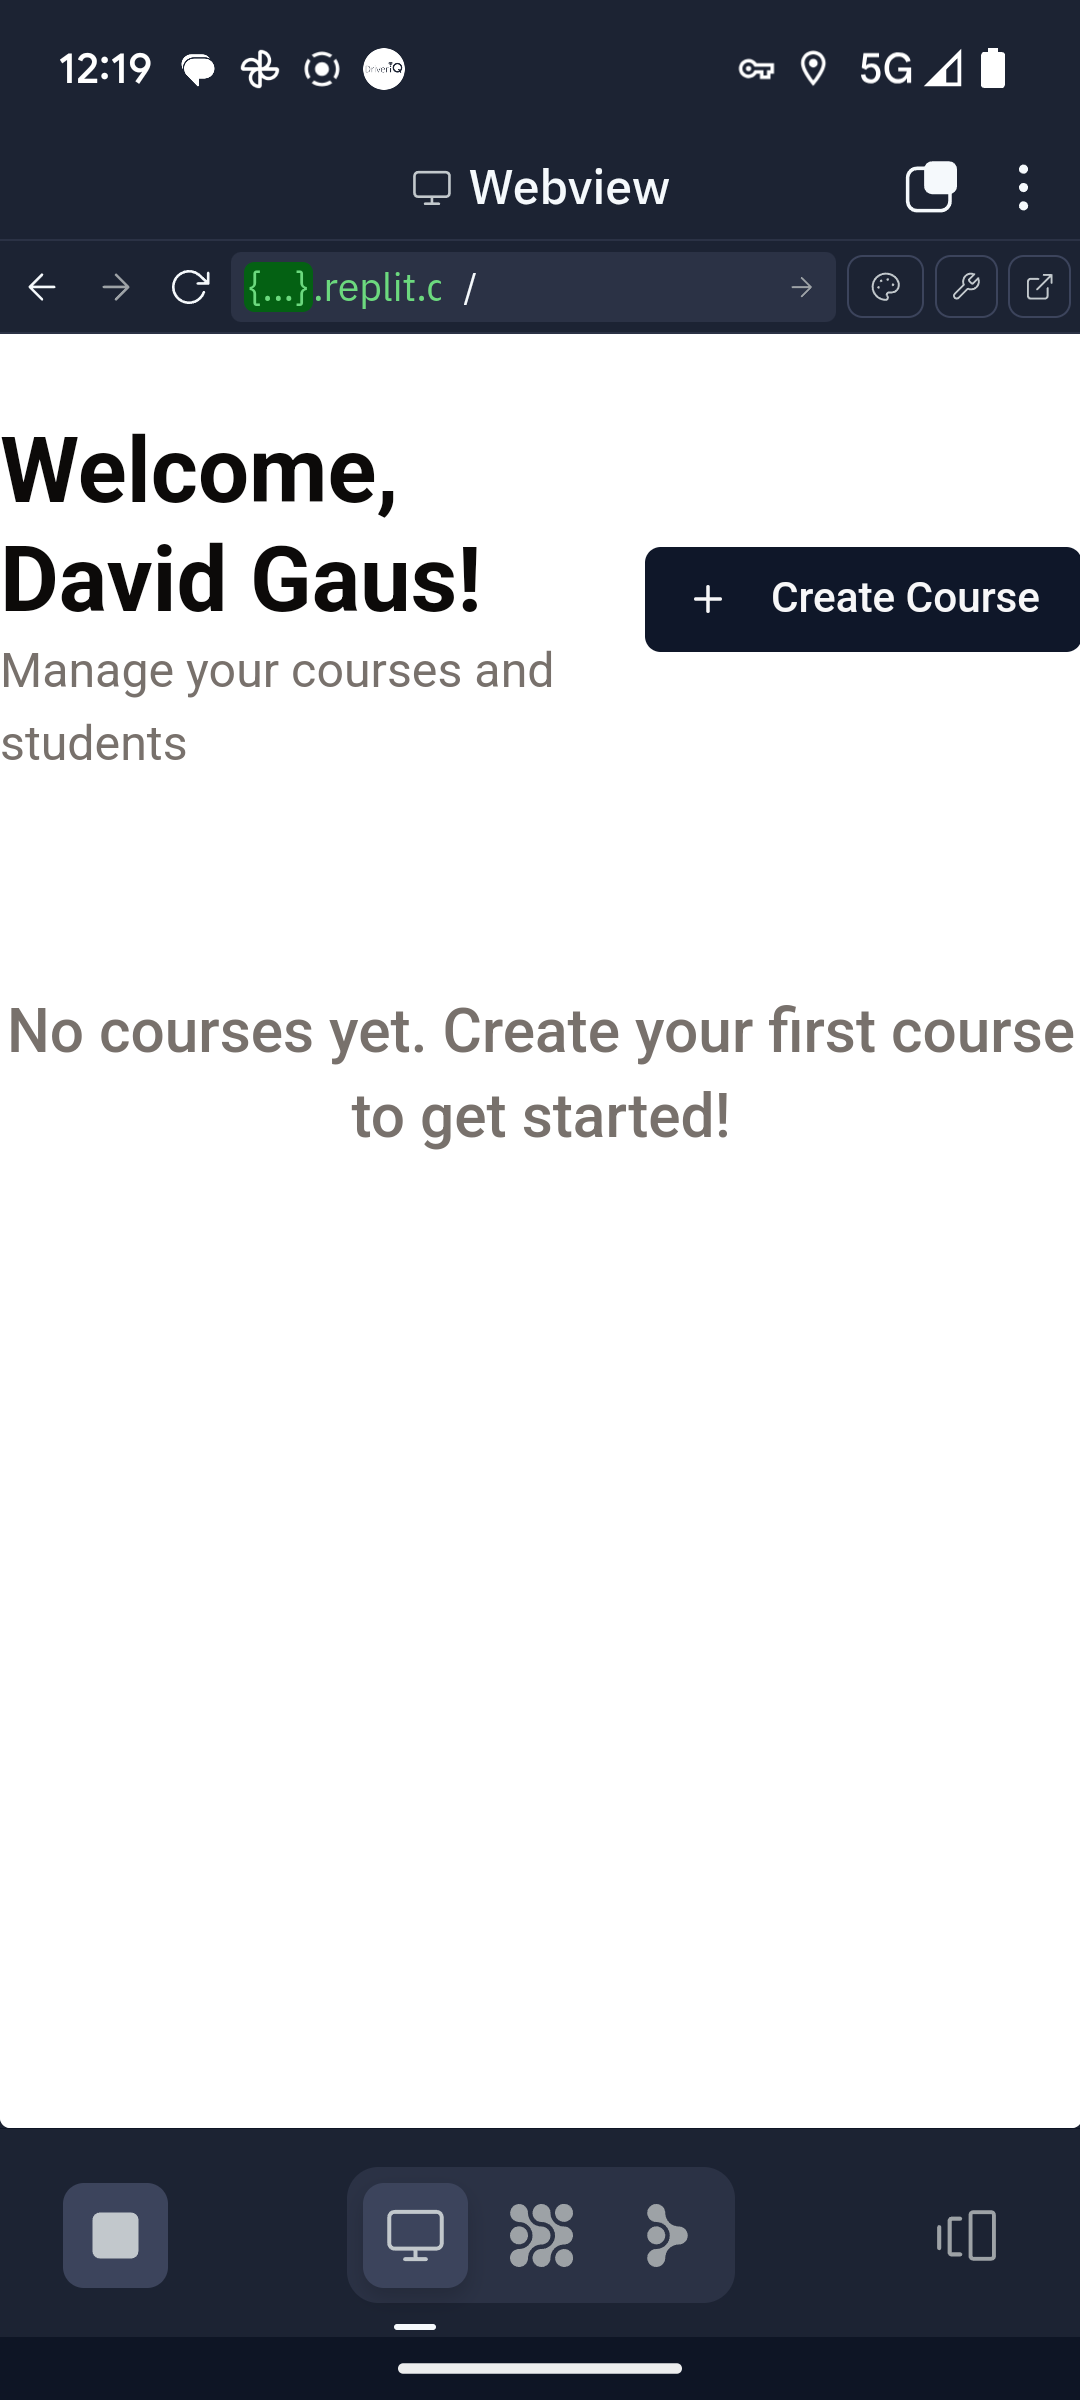 12:19
DriveriQ
5G
Webview
{...}.replit.c /
Welcome,
David Gaus!
Create Course
Manage your courses and
students
No courses yet. Create your first course
to get started!